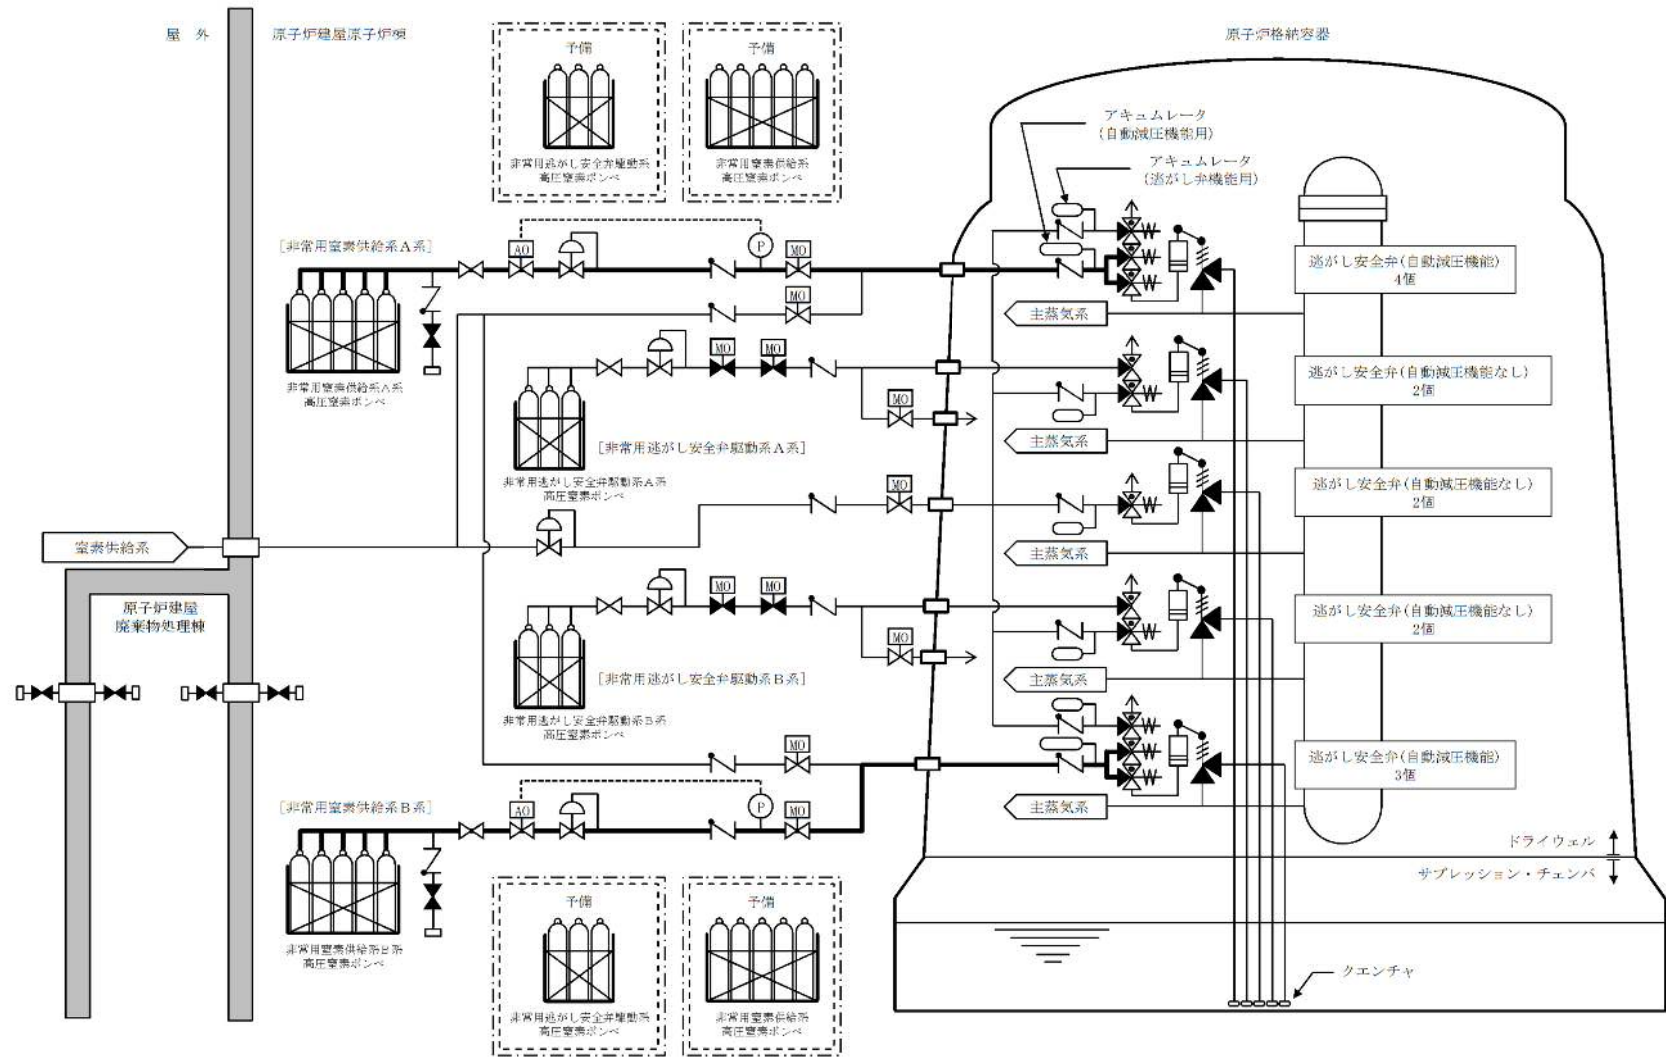 屋 外
原子炉建屋原子炉棟
原子炉格納容器
予備
非常用逃がし安全弁駆動系
高圧窒素ボンベ
予備
非常用窒素供給系
高圧窒素ボンベ
アキュムレータ
(自動減圧機能用)
アキュムレータ
(逃がし弁機能用)
[非常用窒素供給系A系]
AO
P
MO
MO
非常用窒素供給系A系
高圧窒素ボンベ
逃がし安全弁(自動減圧機能)
4個
主蒸気系
MO
MO
MO
[非常用逃がし安全弁駆動系A系]
非常用逃がし安全弁駆動系A系
高圧窒素ボンベ
逃がし安全弁(自動減圧機能なし)
2個
主蒸気系
MO
逃がし安全弁(自動減圧機能なし)
2個
主蒸気系
窒素供給系
原子炉建屋
廃棄物処理棟
MO
MO
MO
[非常用逃がし安全弁駆動系B系]
非常用逃がし安全弁駆動系B系
高圧窒素ボンベ
逃がし安全弁(自動減圧機能なし)
2個
主蒸気系
MO
逃がし安全弁(自動減圧機能)
3個
主蒸気系
[非常用窒素供給系B系]
AO
P
MO
非常用窒素供給系B系
高圧窒素ボンベ
ドライウェル
サプレッション・チェンバ
予備
非常用逃がし安全弁駆動系
高圧窒素ボンベ
予備
非常用窒素供給系
高圧窒素ボンベ
クエンチャ